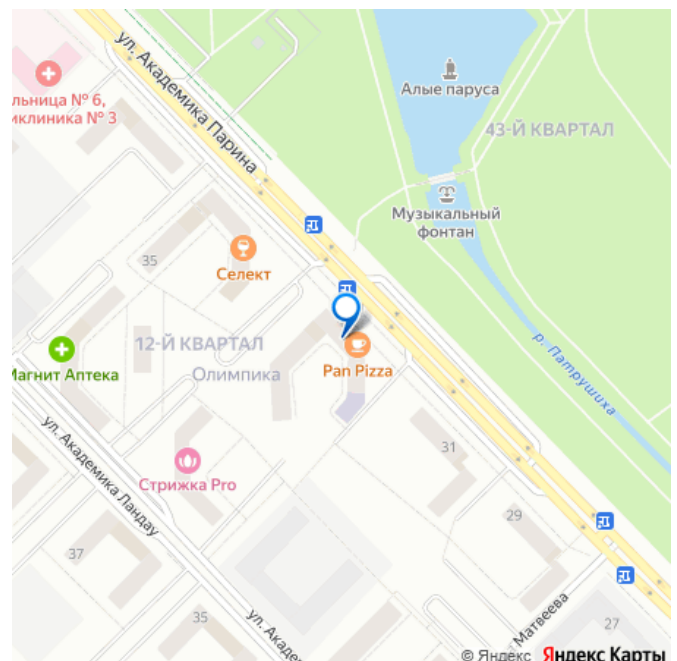 ул. Академика Парина
льница № 6,
иклиника № 3
Алые паруса
43-Й КВАРТАЛ
Музыкальный
фонтан
35
Селект
12-Й КВАРТАЛ
Магнит Аптека
Олимпика
Pan Pizza
р. Патрушиха
ул. Академика Ландау
Стрижка Pro
31
29
37
35
27
ул. Акаде
Матвеева
© Яндекс Яндекс Карты